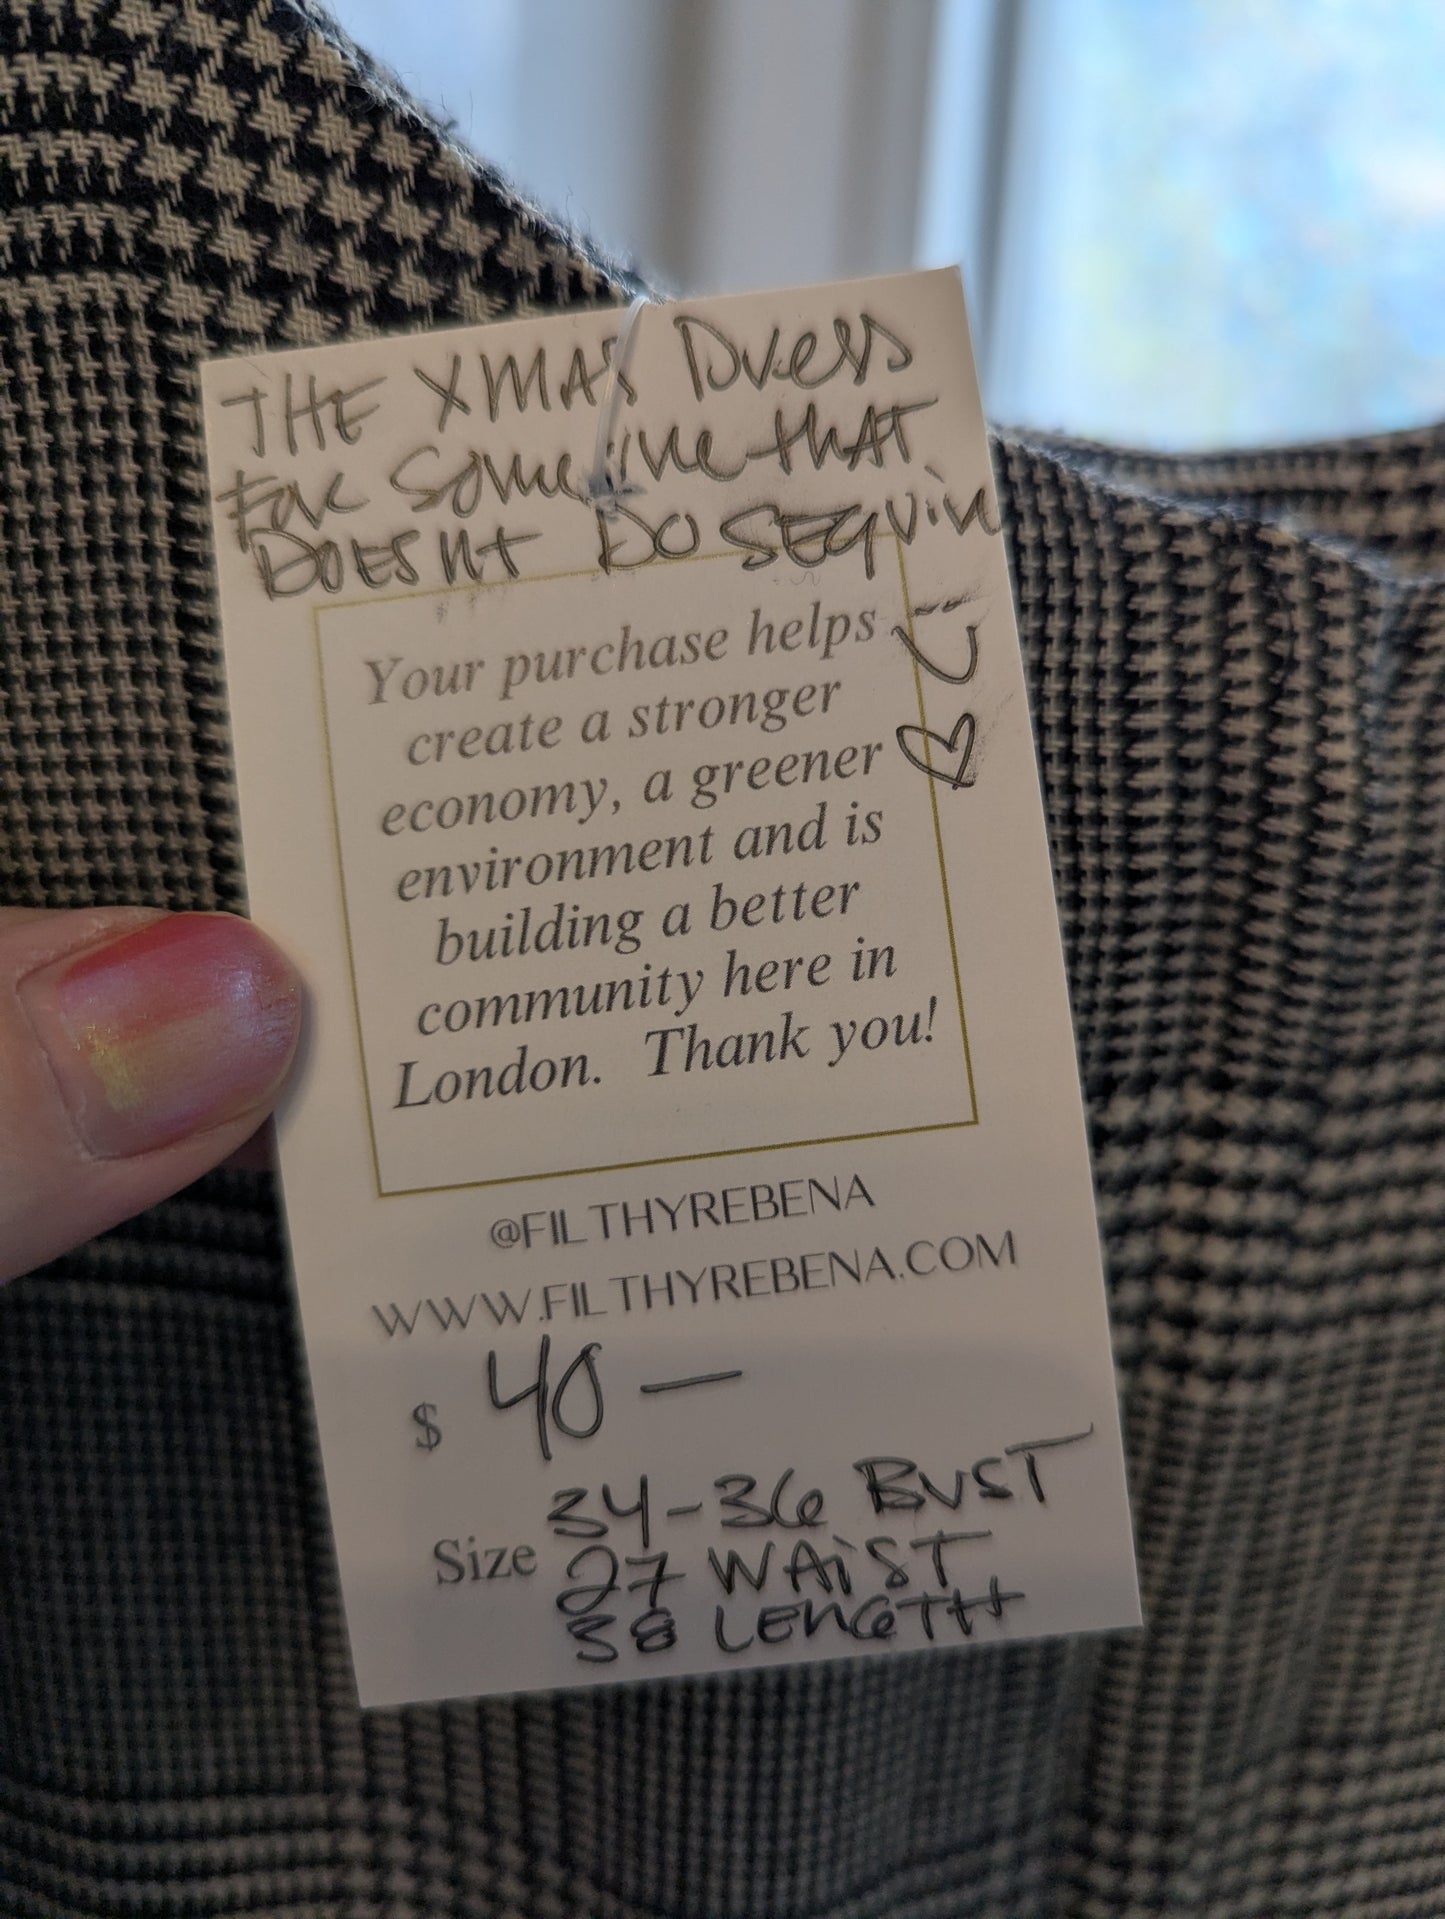 THE XMAS Dress
For someone that
DOESNt DO SEQUIN
Your purchase helps
create a stronger
economy, a greener
environment and is
building a better
community here in
London. Thank you!
@FILTHYREBENA
WWW.FILTHYREBENA.COM
$ 40 —
34-36 BUST
Size 27 WAiST
38 LENGTH